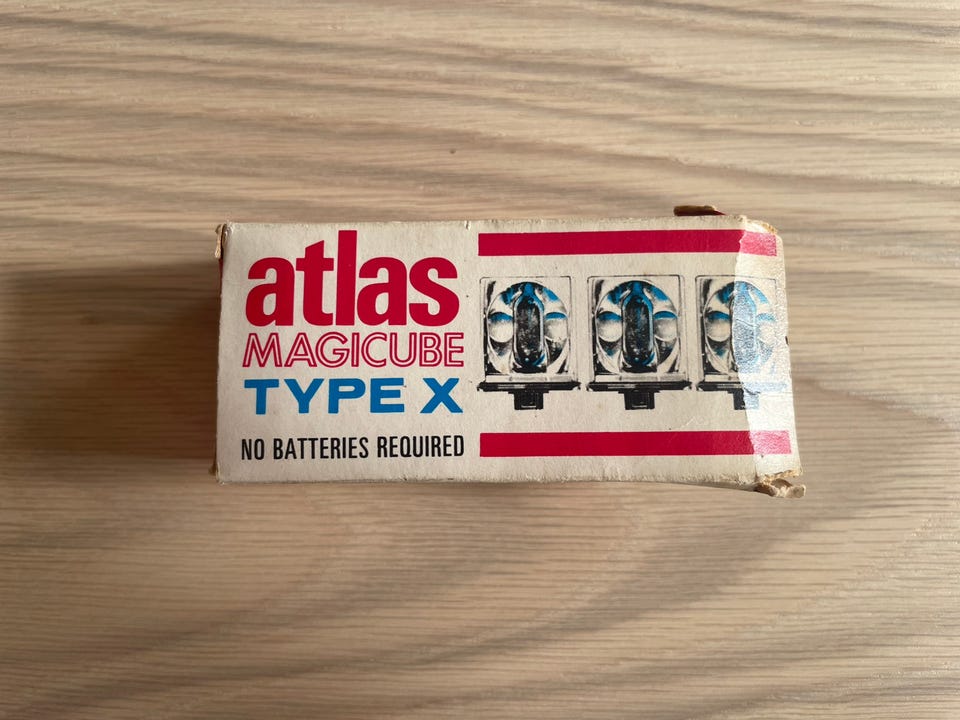 atlas
MAGICUBE
TYPE X
NO BATTERIES REQUIRED